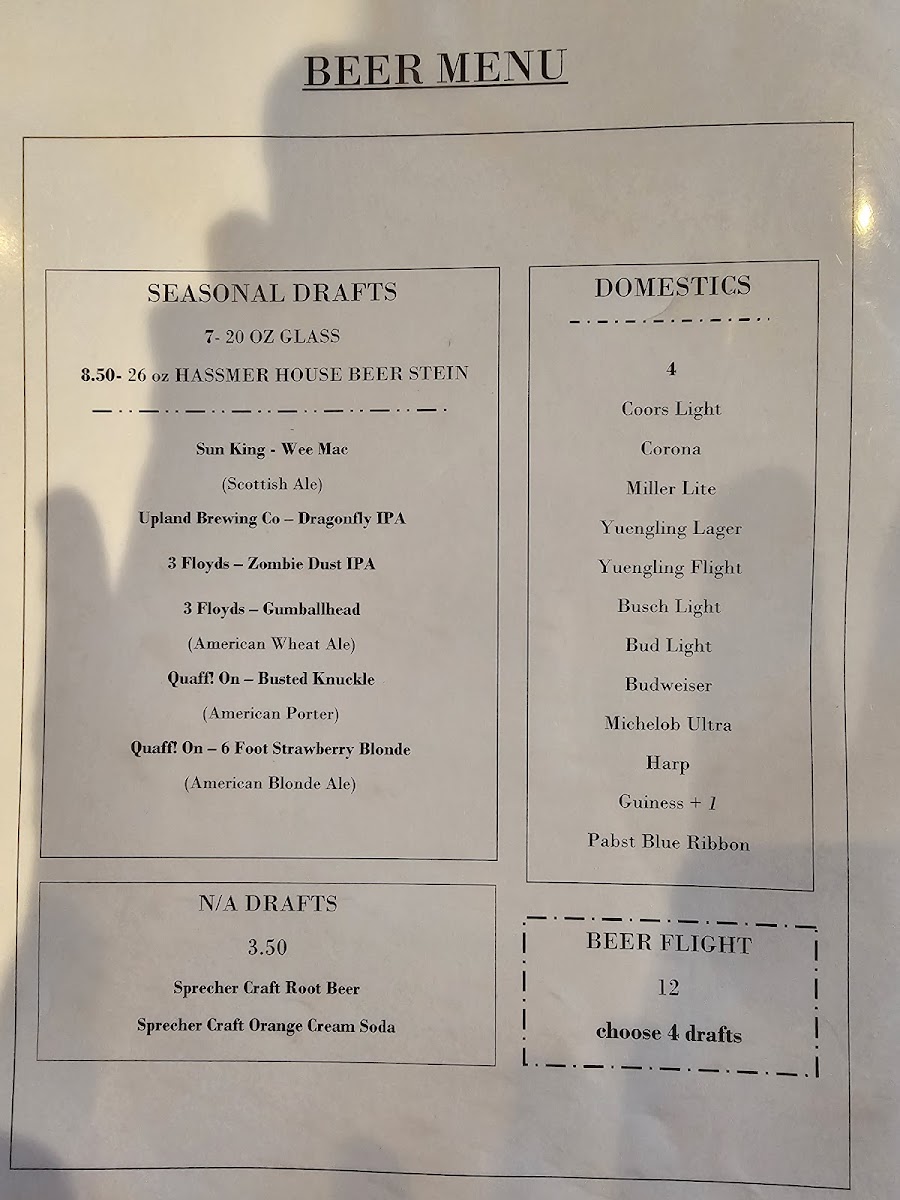 BEER MENU
SEASONAL DRAFTS
7- 20 OZ GLASS
8.50- 26 oz HASSMER HOUSE BEER STEIN
Sun King - Wee Mac
(Scottish Ale)
Upland Brewing Co – Dragonfly IPA
3 Floyds – Zombie Dust IPA
3 Floyds – Gumballhead
(American Wheat Ale)
Quaff! On – Busted Knuckle
(American Porter)
Quaff! On – 6 Foot Strawberry Blonde
(American Blonde Ale)
N/A DRAFTS
3.50
Sprecher Craft Root Beer
Sprecher Craft Orange Cream Soda
DOMESTICS
4
Coors Light
Corona
Miller Lite
Yuengling Lager
Yuengling Flight
Busch Light
Bud Light
Budweiser
Michelob Ultra
Harp
Guiness + 1
Pabst Blue Ribbon
BEER FLIGHT
12
choose 4 drafts